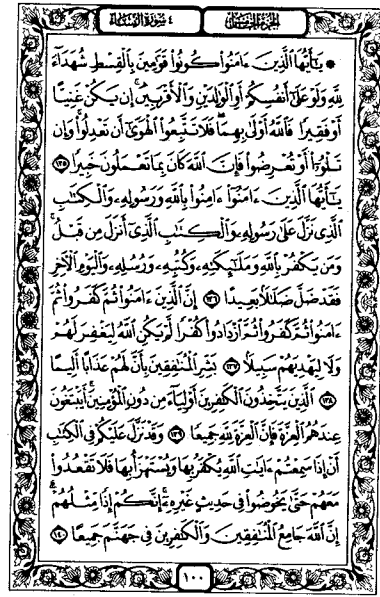 الجزء الخامس
٤ سورة النساء
۞ يَـٰٓأَيُّهَا ٱلَّذِينَ ءَامَنُوا۟ كُونُوا۟ قَوَّٰمِينَ بِٱلْقِسْطِ شُهَدَآءَ
لِلَّهِ وَلَوْ عَلَىٰٓ أَنفُسِكُمْ أَوِ ٱلْوَٰلِدَيْنِ وَٱلْأَقْرَبِينَ ۚ إِن يَكُنْ غَنِيًّا
أَوْ فَقِيرًا فَٱللَّهُ أَوْلَىٰ بِهِمَا ۖ فَلَا تَتَّبِعُوا۟ ٱلْهَوَىٰٓ أَن تَعْدِلُوا۟ ۚ وَإِن
تَلْوُۥٓا۟ أَوْ تُعْرِضُوا۟ فَإِنَّ ٱللَّهَ كَانَ بِمَا تَعْمَلُونَ خَبِيرًا ١٣٥
يَـٰٓأَيُّهَا ٱلَّذِينَ ءَامَنُوٓا۟ ءَامِنُوا۟ بِٱللَّهِ وَرَسُولِهِۦ وَٱلْكِتَـٰبِ
ٱلَّذِى نَزَّلَ عَلَىٰ رَسُولِهِۦ وَٱلْكِتَـٰبِ ٱلَّذِىٓ أَنزَلَ مِن قَبْلُ ۚ
وَمَن يَكْفُرْ بِٱللَّهِ وَمَلَـٰٓئِكَتِهِۦ وَكُتُبِهِۦ وَرُسُلِهِۦ وَٱلْيَوْمِ ٱلْـَٔاخِرِ
فَقَدْ ضَلَّ ضَلَـٰلًۢا بَعِيدًا ١٣٦ إِنَّ ٱلَّذِينَ ءَامَنُوا۟ ثُمَّ كَفَرُوا۟ ثُمَّ
ءَامَنُوا۟ ثُمَّ كَفَرُوا۟ ثُمَّ ٱزْدَادُوا۟ كُفْرًا لَّمْ يَكُنِ ٱللَّهُ لِيَغْفِرَ لَهُمْ
وَلَا لِيَهْدِيَهُمْ سَبِيلًۢا ١٣٧ بَشِّرِ ٱلْمُنَـٰفِقِينَ بِأَنَّ لَهُمْ عَذَابًا أَلِيمًا
١٣٨ ٱلَّذِينَ يَتَّخِذُونَ ٱلْكَـٰفِرِينَ أَوْلِيَآءَ مِن دُونِ ٱلْمُؤْمِنِينَ ۚ أَيَبْتَغُونَ
عِندَهُمُ ٱلْعِزَّةَ فَإِنَّ ٱلْعِزَّةَ لِلَّهِ جَمِيعًا ١٣٩ وَقَدْ نَزَّلَ عَلَيْكُمْ فِى ٱلْكِتَـٰبِ
أَنْ إِذَا سَمِعْتُمْ ءَايَـٰتِ ٱللَّهِ يُكْفَرُ بِهَا وَيُسْتَهْزَأُ بِهَا فَلَا تَقْعُدُوا۟
مَعَهُمْ حَتَّىٰ يَخُوضُوا۟ فِى حَدِيثٍ غَيْرِهِۦٓ ۚ إِنَّكُمْ إِذًا مِّثْلُهُمْ ۗ
إِنَّ ٱللَّهَ جَامِعُ ٱلْمُنَـٰفِقِينَ وَٱلْكَـٰفِرِينَ فِى جَهَنَّمَ جَمِيعًا ١٤٠
١٠٠